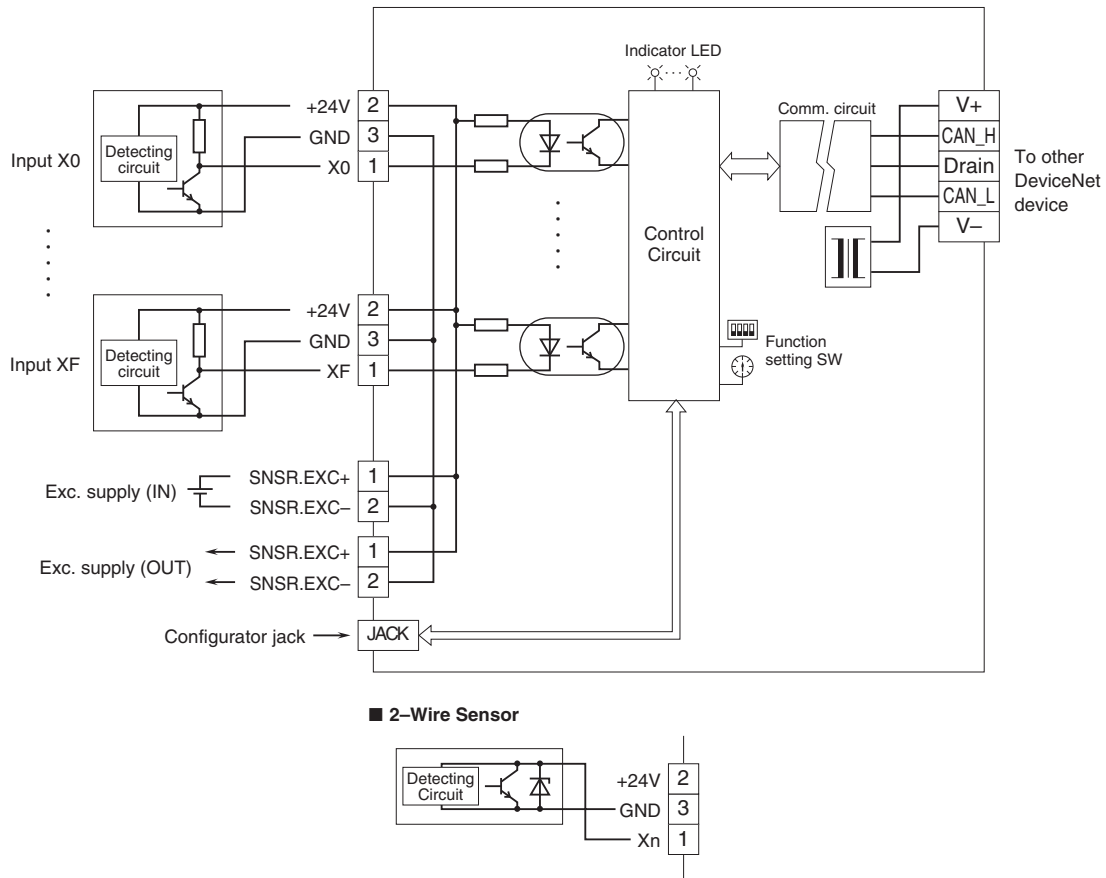 Indicator LED
Input X0
Detecting
circuit
+24V 2
GND 3
X0 1
Control
Circuit
Comm. circuit
V+
CAN_H
Drain
CAN_L
V–
To other
DeviceNet
device
Input XF
Detecting
circuit
+24V 2
GND 3
XF 1
Function
setting SW
Exc. supply (IN)
SNSR.EXC+ 1
SNSR.EXC– 2
Exc. supply (OUT)
SNSR.EXC+ 1
SNSR.EXC– 2
Configurator jack
JACK
■ 2–Wire Sensor
Detecting
Circuit
+24V 2
GND 3
Xn 1